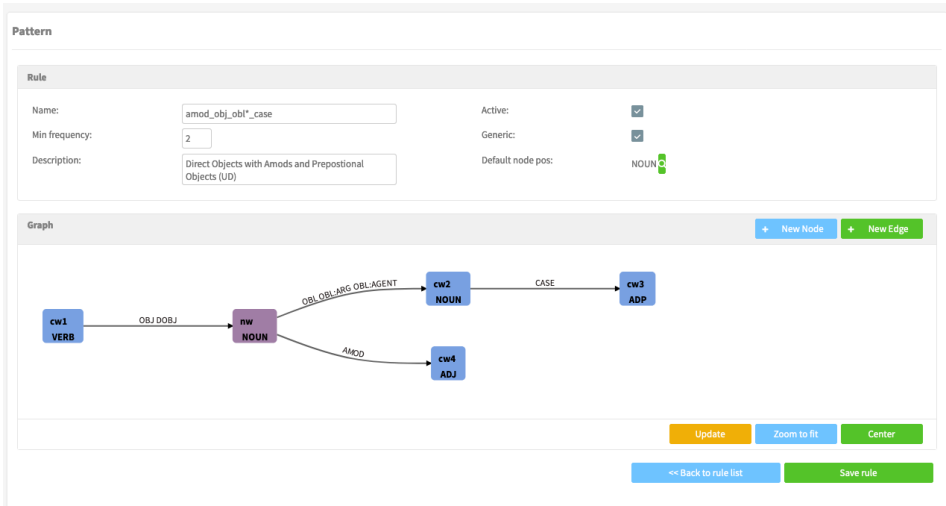 Pattern
Rule
Name:
amod_obj_obl*_case
Active:
Min frequency:
2
Generic:
Description:
Direct Objects with Amods and Prepostional
Objects (UD)
Default node pos:
NOUN
Graph
+ New Node
+ New Edge
cw1
VERB
OBJ DOBJ
nw
NOUN
OBL OBL:ARG OBL:AGENT
cw2
NOUN
CASE
cw3
ADP
AMOD
cw4
ADJ
Update
Zoom to fit
Center
<< Back to rule list
Save rule